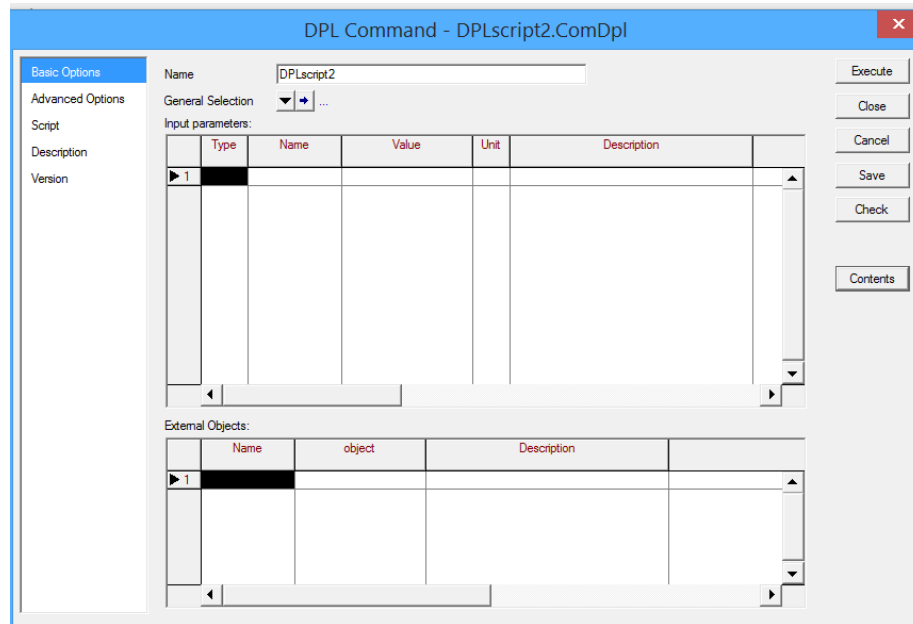 DPL Command - DPLscript2.ComDpl
×
Basic Options
Advanced Options
Script
Description
Version
Name DPLscript2
General Selection ...
Input parameters:
Type Name Value Unit Description
1
External Objects:
Name object Description
1
Execute
Close
Cancel
Save
Check
Contents